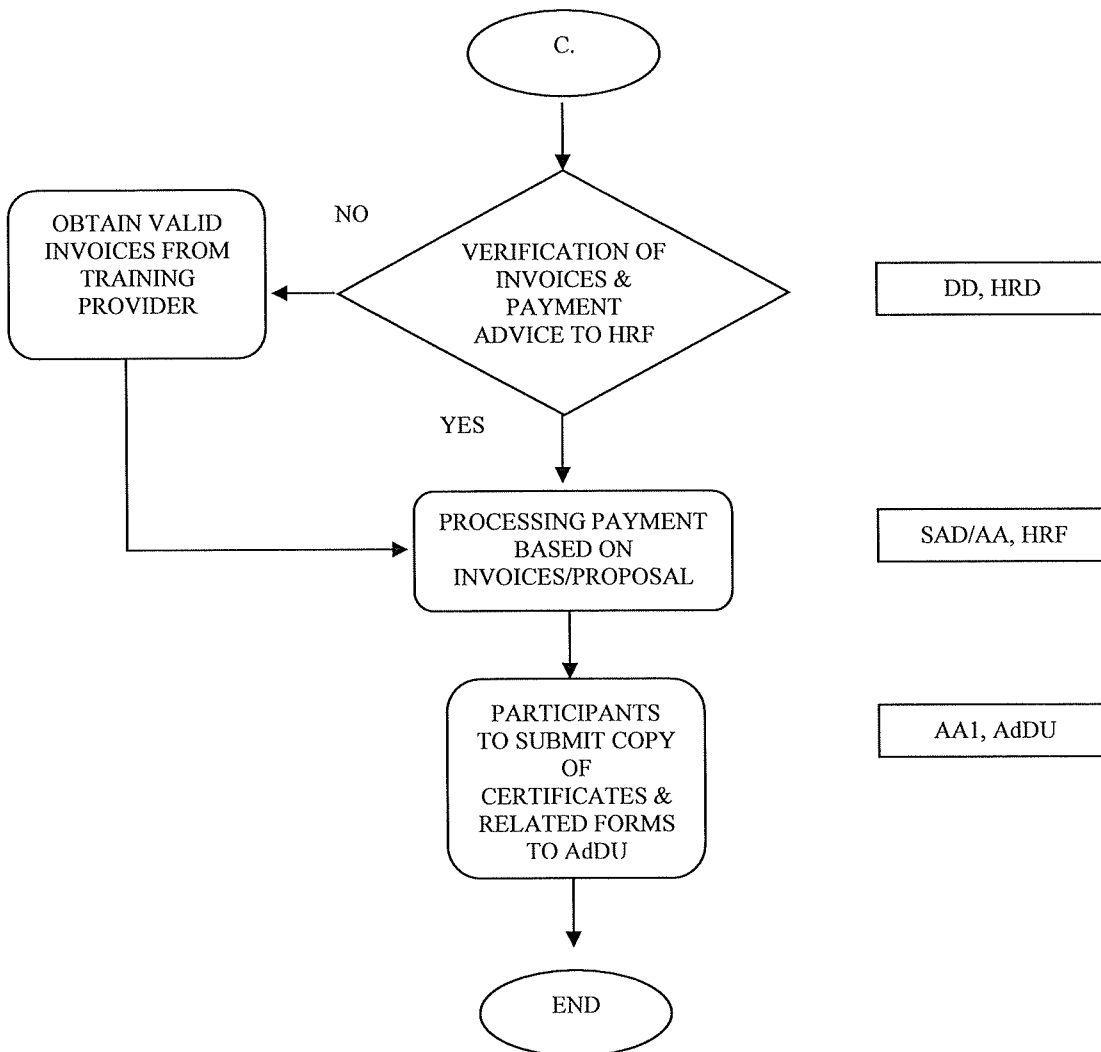 C.
NO
OBTAIN VALID
INVOICES FROM
TRAINING
PROVIDER
VERIFICATION OF
INVOICES &
PAYMENT
ADVICE TO HRF
DD, HRD
YES
PROCESSING PAYMENT
BASED ON
INVOICES/PROPOSAL
SAD/AA, HRF
PARTICIPANTS
TO SUBMIT COPY
OF
CERTIFICATES &
RELATED FORMS
TO AdDU
AA1, AdDU
END